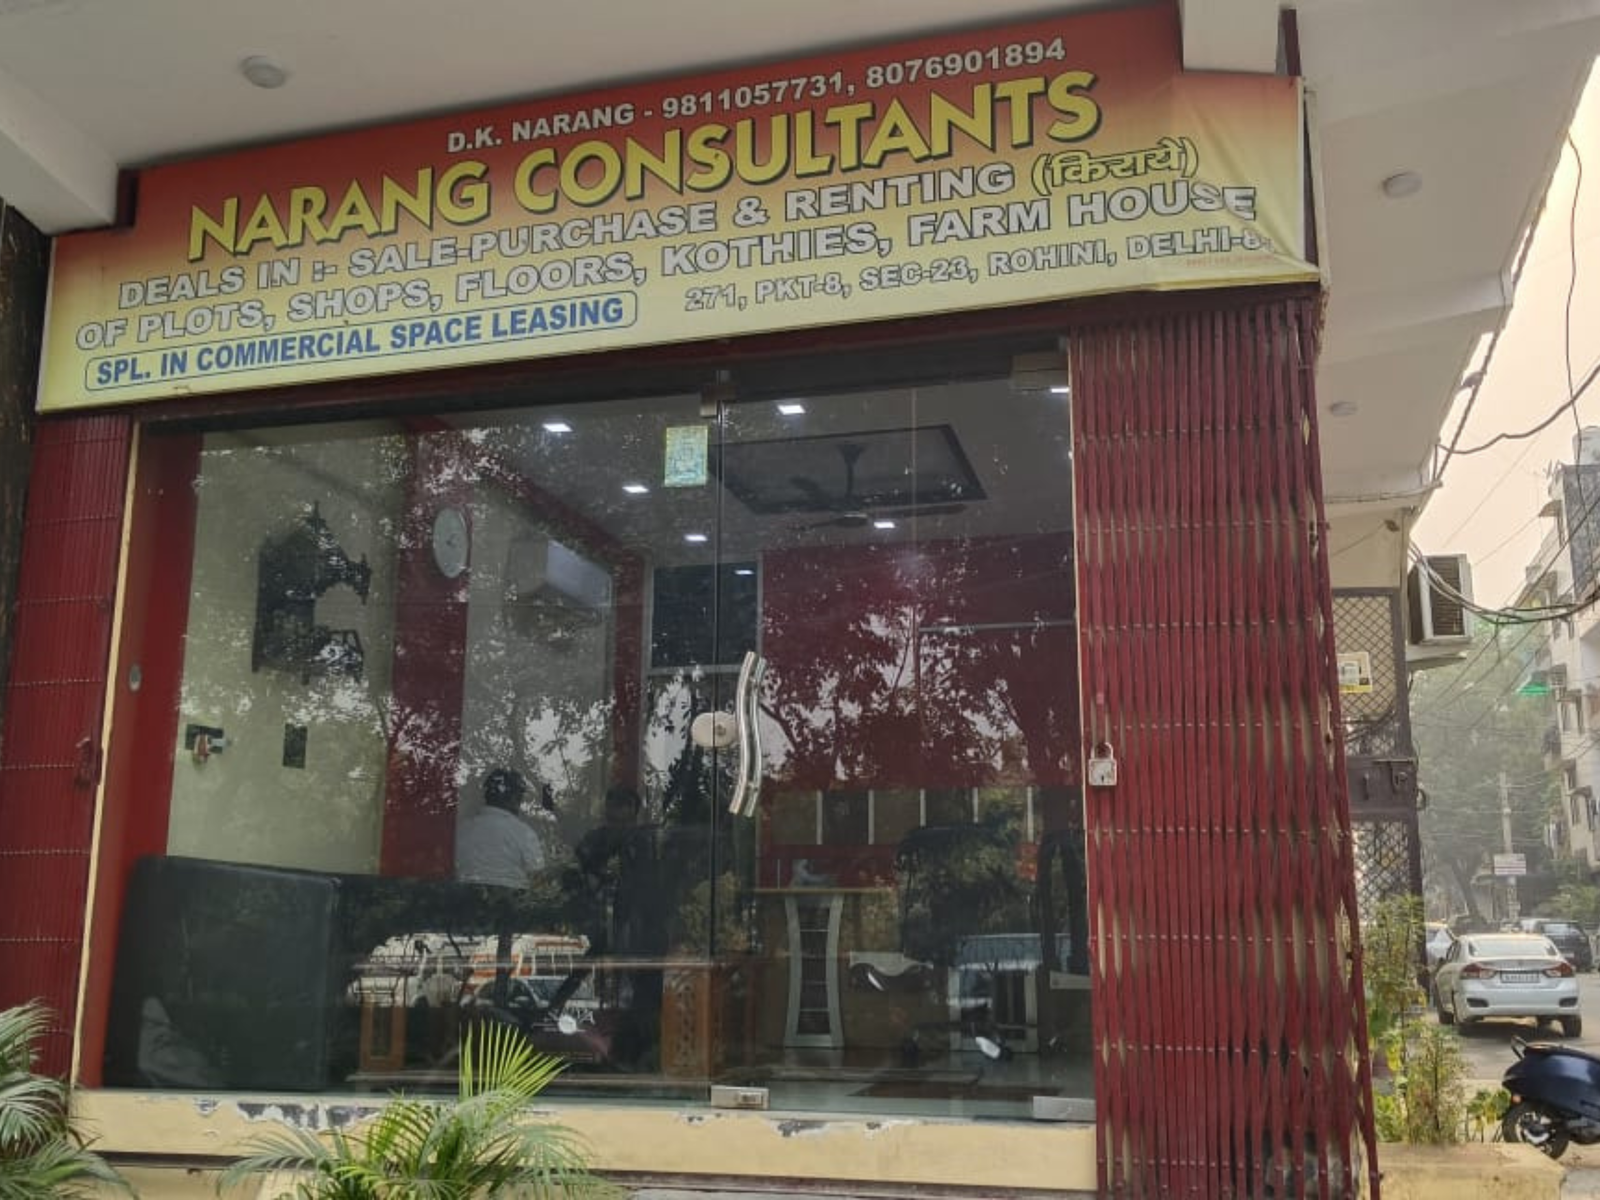 D.K. NARANG - 9811057731, 8076901894
NARANG CONSULTANTS
DEALS IN :- SALE-PURCHASE & RENTING (किराये)
OF PLOTS, SHOPS, FLOORS, KOTHIES, FARM HOUSE
SPL. IN COMMERCIAL SPACE LEASING
271, PKT-8, SEC-23, ROHINI,